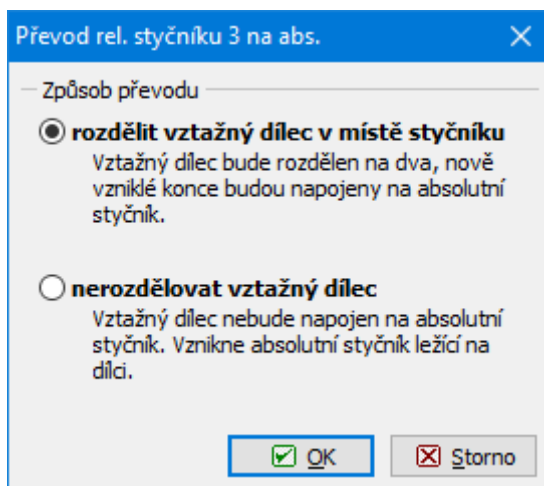 Převod rel. styčníku 3 na abs.
Způsob převodu
rozdělit vztažný dílec v místě styčníku
Vztažný dílec bude rozdělen na dva, nově
vzniklé konce budou napojeny na absolutní
styčník.
nerozdělovat vztažný dílec
Vztažný dílec nebude napojen na absolutní
styčník. Vznikne absolutní styčník ležící na
dílci.
OK
Storno